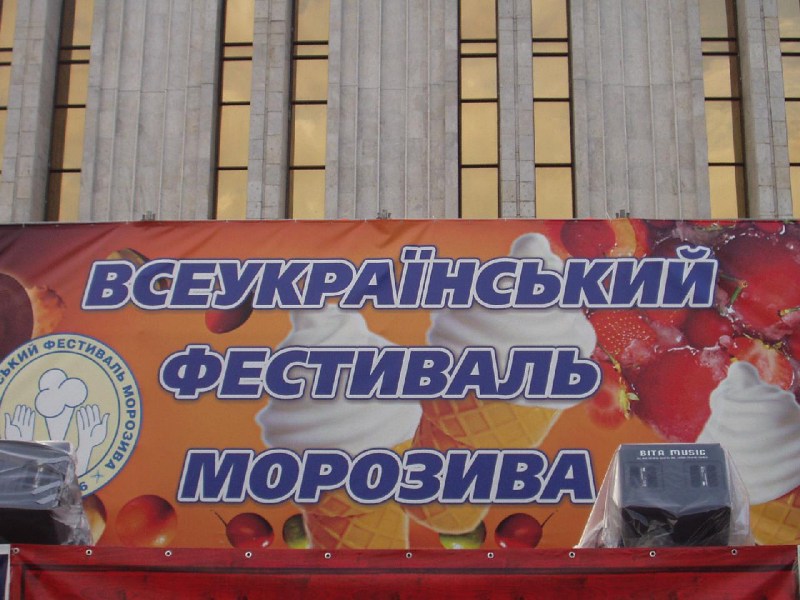 ВСЕУКРАЇНСЬКИЙ
ФЕСТИВАЛЬ
МОРОЗИВА
СЬКИЙ ФЕСТИВАЛЬ МОРОЗИВА
BITA MUSIC